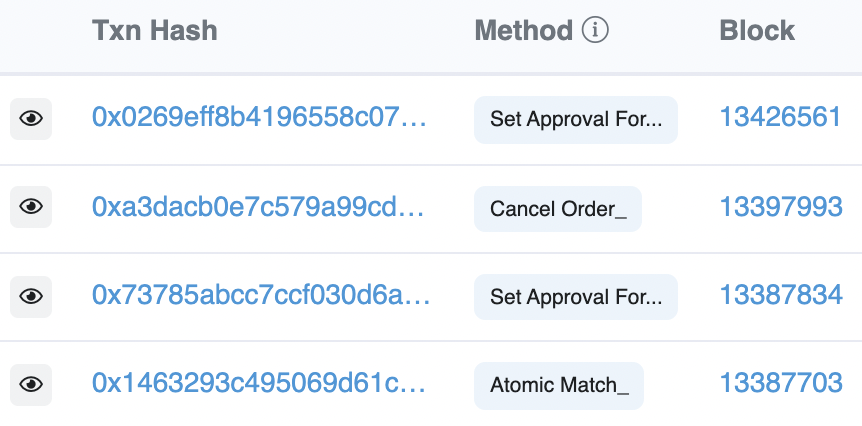 Txn Hash Method Block
0x0269eff8b4196558c07... Set Approval For... 13426561
0xa3dacb0e7c579a99cd... Cancel Order_ 13397993
0x73785abcc7ccf030d6a... Set Approval For... 13387834
0x1463293c495069d61c... Atomic Match_ 13387703